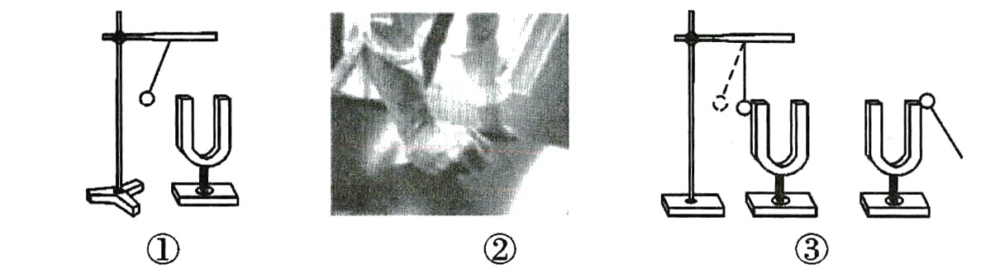 ① ② ③